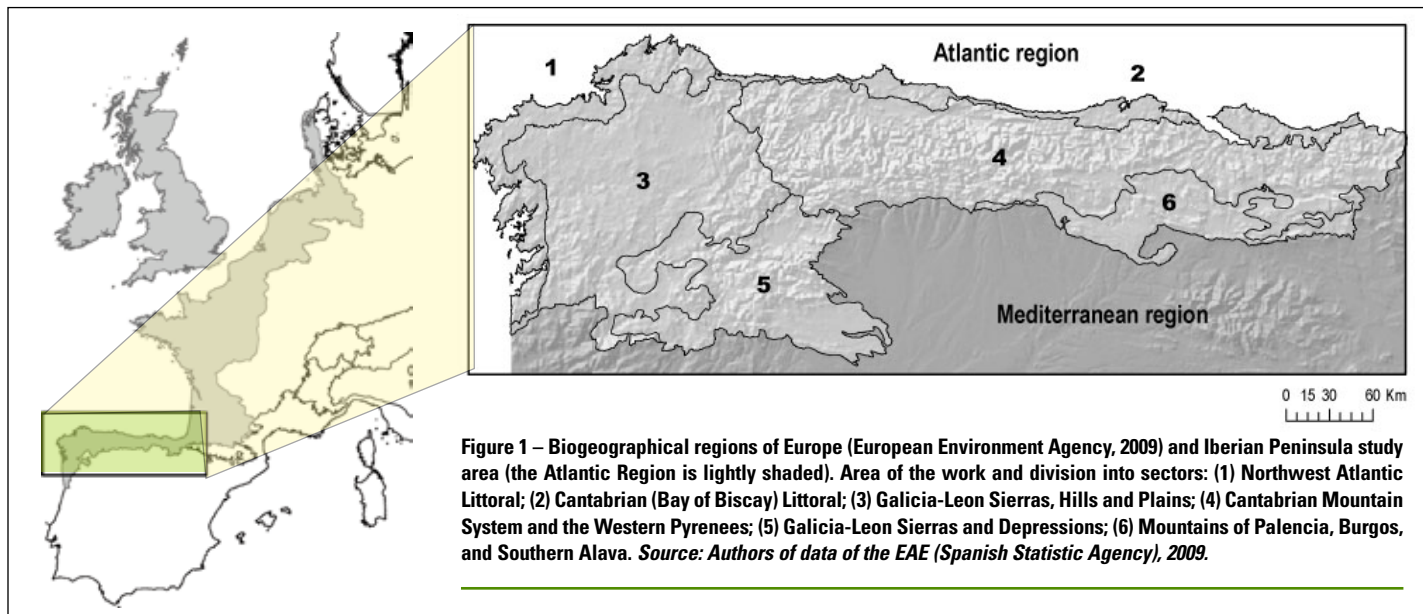 Atlantic region
1
2
3
4
5
6
Mediterranean region
0 15 30 60 Km
Figure 1 – Biogeographical regions of Europe (European Environment Agency, 2009) and Iberian Peninsula study
area (the Atlantic Region is lightly shaded). Area of the work and division into sectors: (1) Northwest Atlantic
Littoral; (2) Cantabrian (Bay of Biscay) Littoral; (3) Galicia-Leon Sierras, Hills and Plains; (4) Cantabrian Mountain
System and the Western Pyrenees; (5) Galicia-Leon Sierras and Depressions; (6) Mountains of Palencia, Burgos,
and Southern Alava. Source: Authors of data of the EAE (Spanish Statistic Agency), 2009.